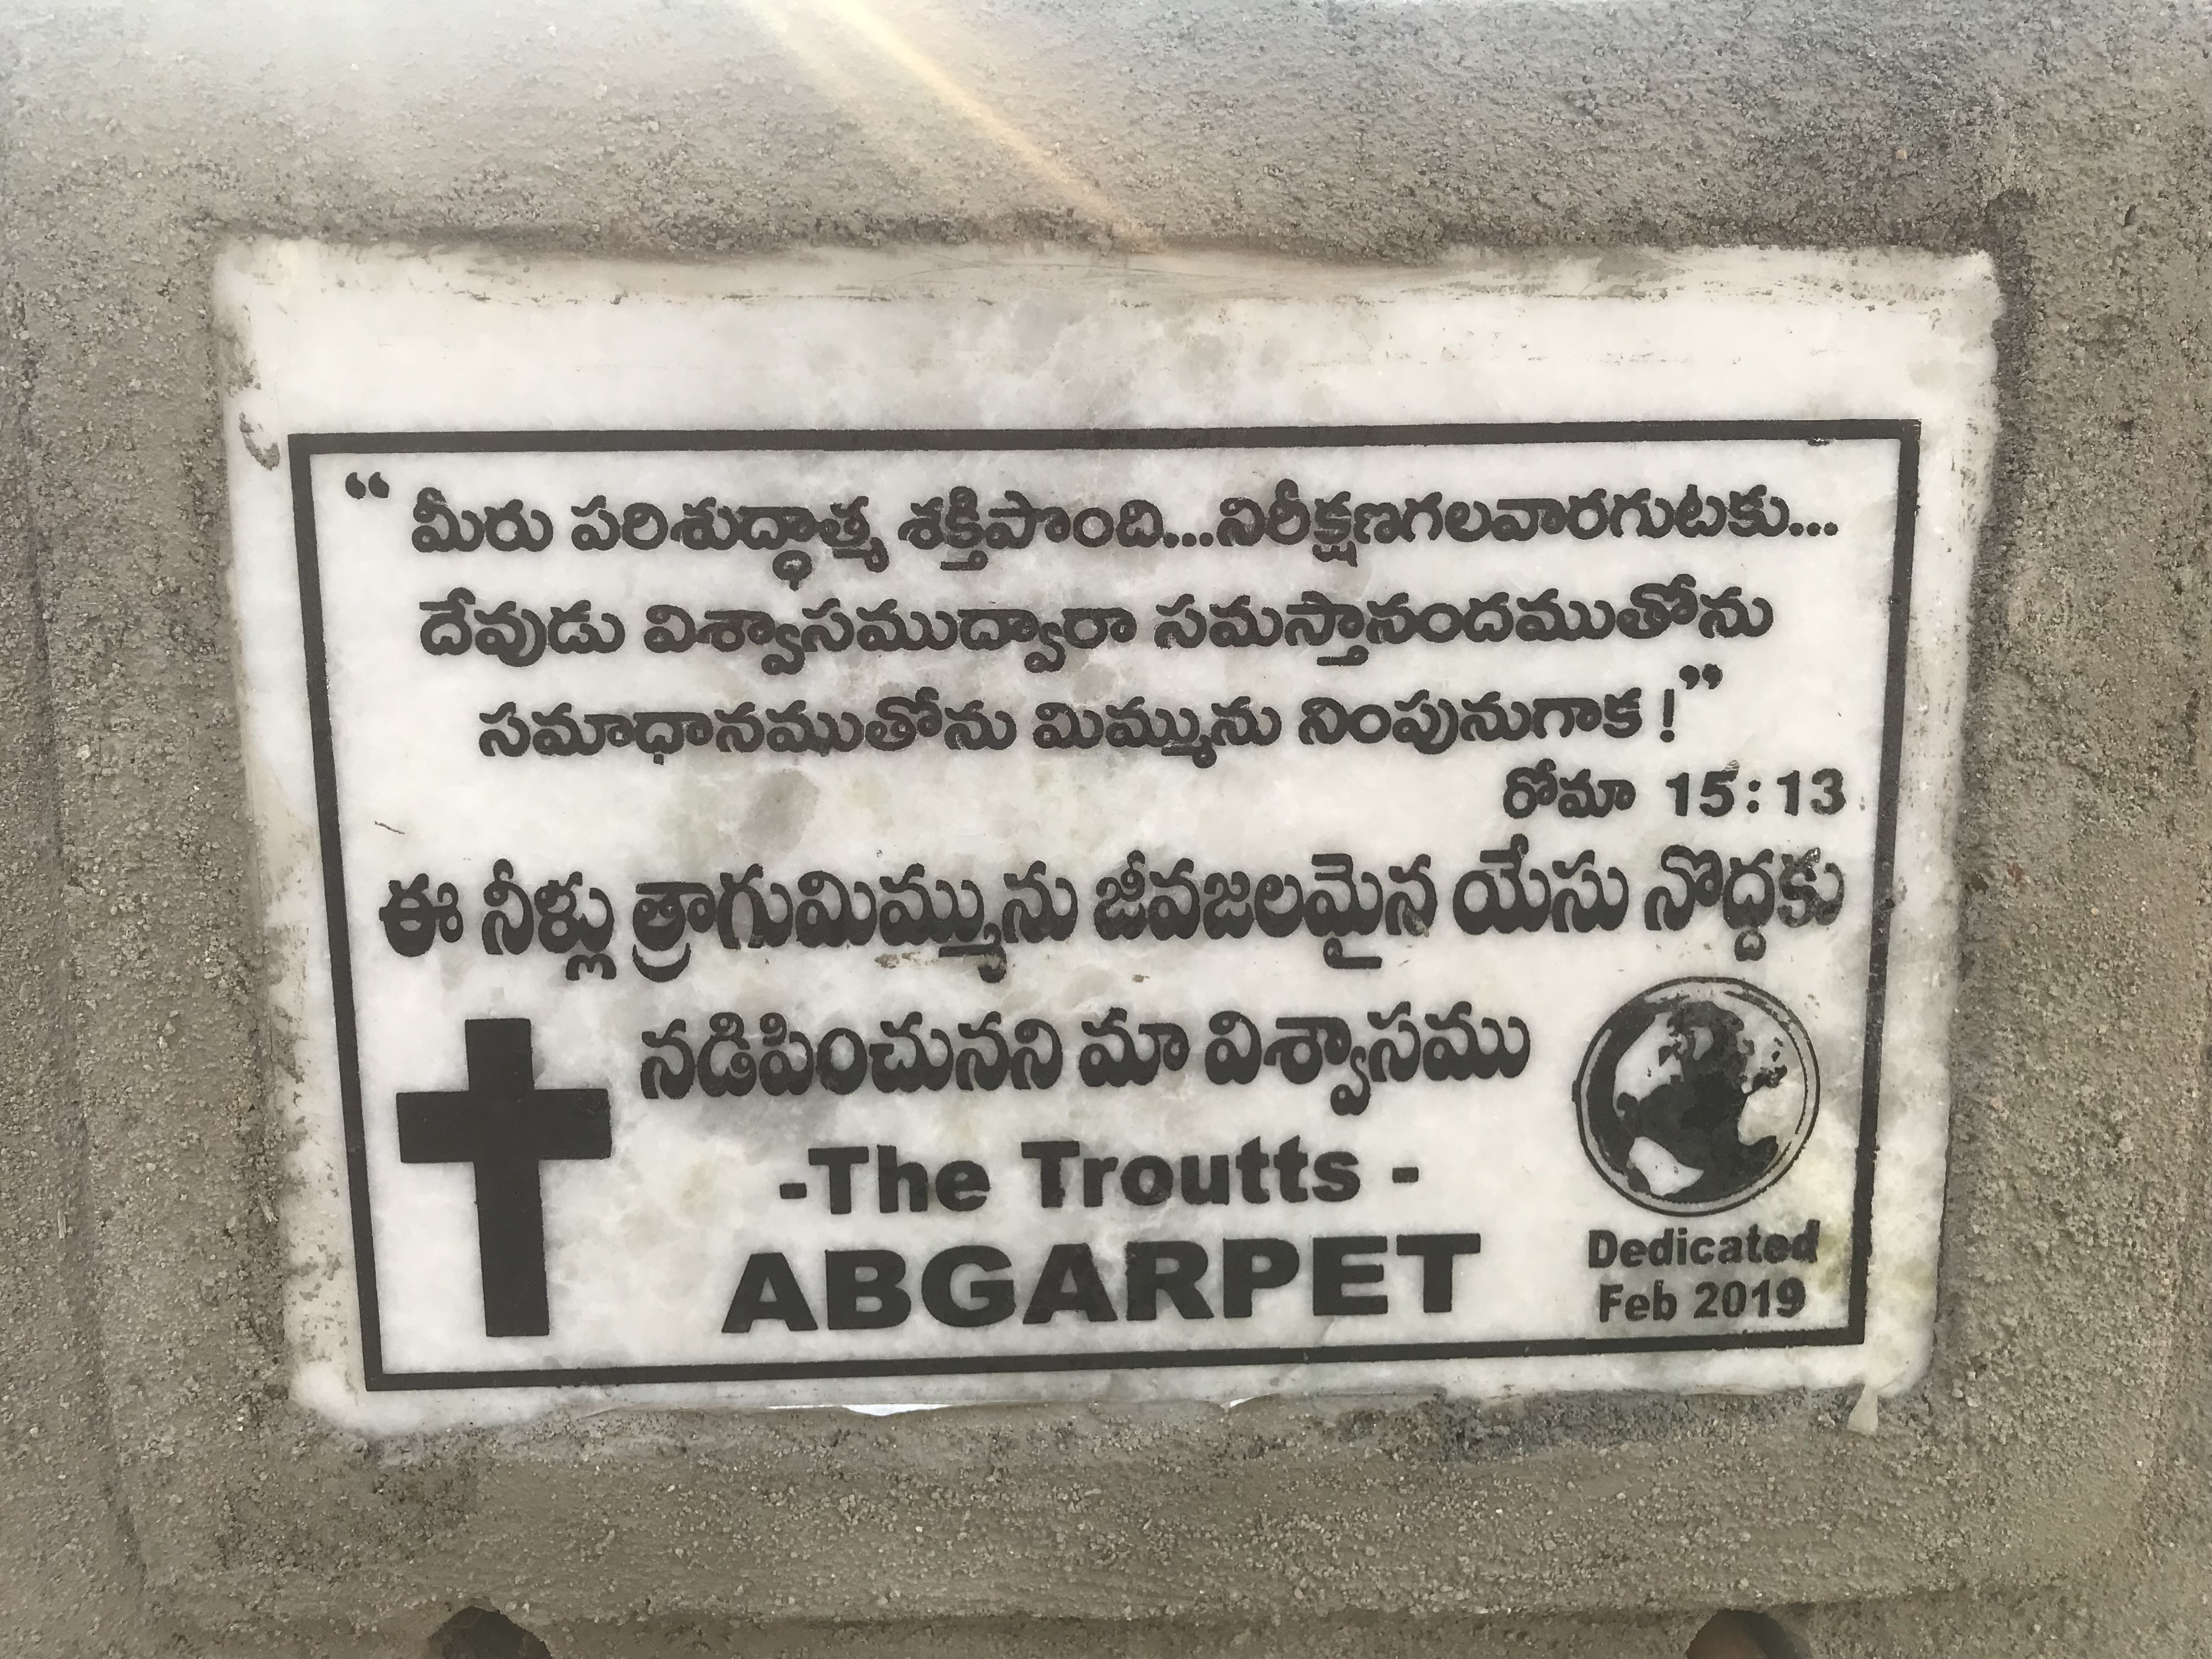 “ మీరు పరిశుద్ధాత్మ శక్తిపొంది...నిరీక్షణగలవారగుటకు...
దేవుడు విశ్వాసముద్వారా సమస్తానందముతోను
సమాధానముతోను మిమ్మును నింపునుగాక ! ”
రోమా 15:13
ఈ నీళ్లు త్రాగుమిమ్మును జీవజలమైన యేసు నొద్దకు
నడిపించునని మా విశ్వాసము
-The Troutts -
ABGARPET
Dedicated
Feb 2019